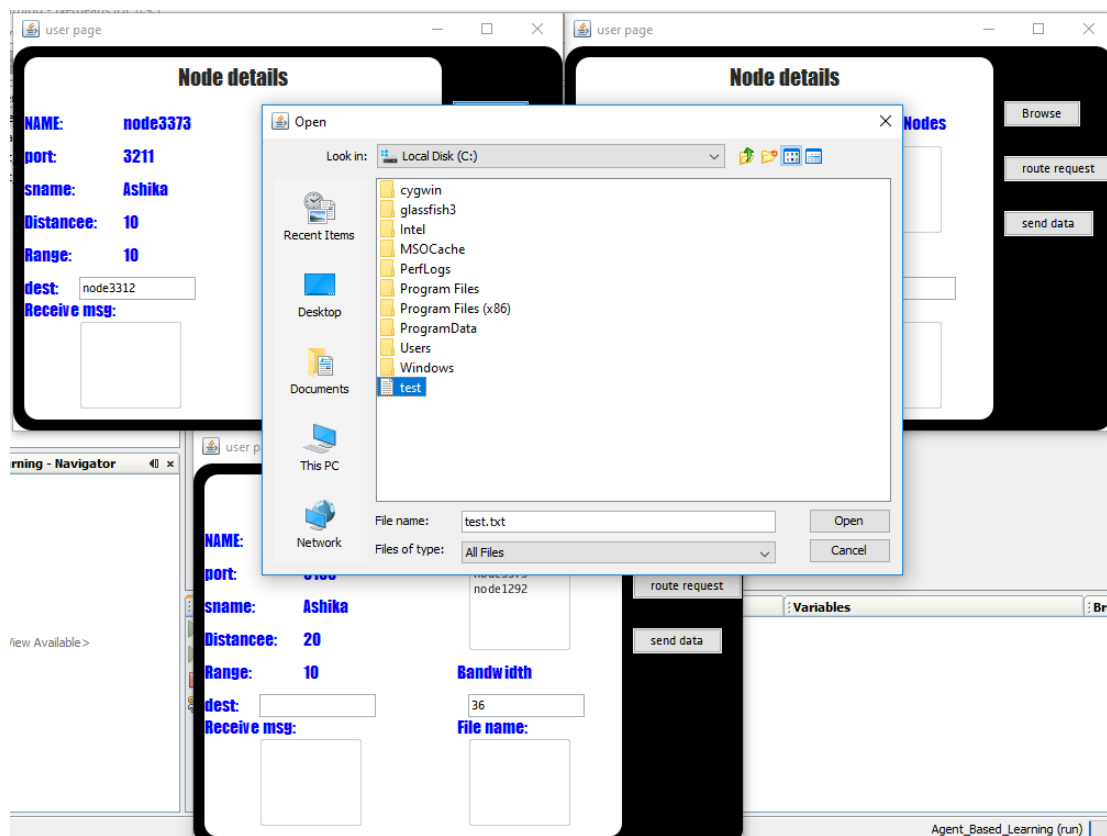 user page
user page
Node details
Node details
NAME: node3373
port: 3211
sname: Ashika
Distancee: 10
Range: 10
dest: node3312
Receive msg:
Nodes
Browse
route request
send data
Open
Look in: Local Disk (C:)
Recent Items
Desktop
Documents
This PC
Network
cygwin
glassfish3
Intel
MSOCache
PerfLogs
Program Files
Program Files (x86)
ProgramData
Users
Windows
test
File name: test.txt Open
Files of type: All Files Cancel
rning - Navigator
View Available>
user p
NAME:
port:
sname: Ashika
Distancee: 20
Range: 10
dest:
Receive msg:
node1292
Bandwidth
36
File name:
route request
send data
Variables
Br
Agent_Based_Learning (run)